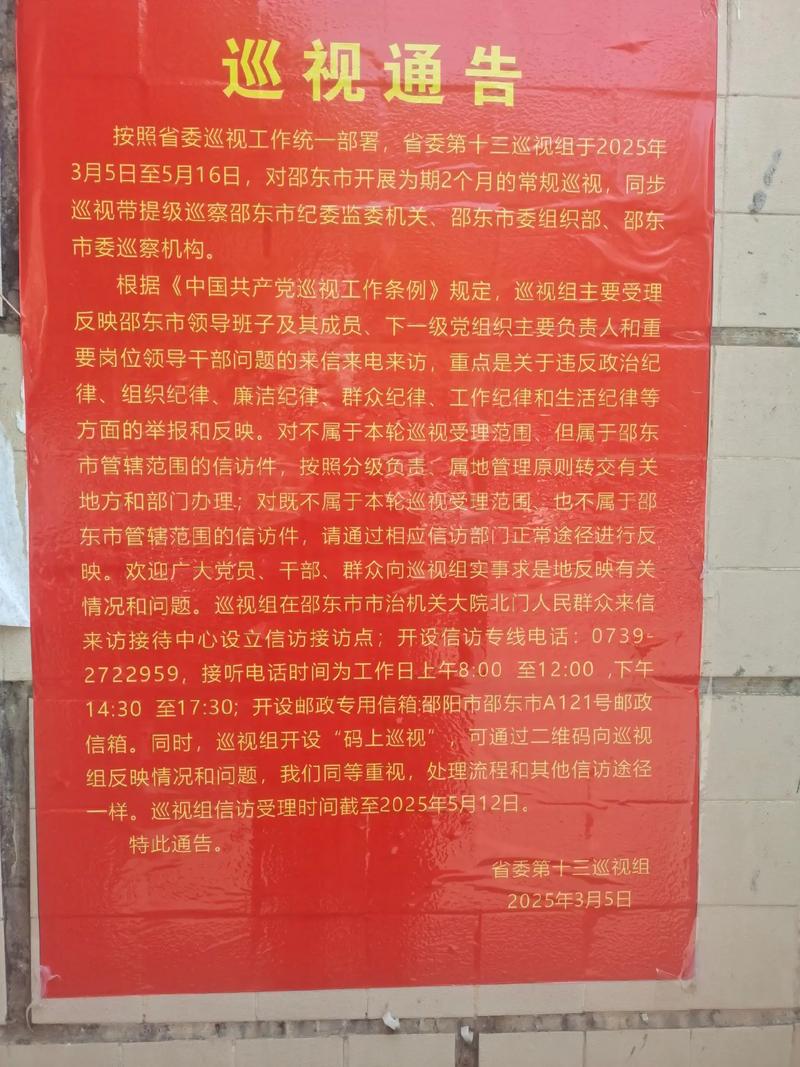 巡视通告
按照省委巡视工作统一部署，省委第十三巡视组于2025年
3月5日至5月16日，对邵东市开展为期2个月的常规巡视，同步
巡视带提级巡察邵东市纪委监委机关、邵东市委组织部、邵东
市委巡察机构。
根据《中国共产党巡视工作条例》规定，巡视组主要受理
反映邵东市领导班子及其成员、下一级党组织主要负责人和重
要岗位领导干部问题的来信来电来访，重点是关于违反政治纪
律、组织纪律、廉洁纪律、群众纪律、工作纪律和生活纪律等
方面的举报和反映。对不属于本轮巡视受理范围、但属于邵东
市管辖范围的信访件，按照分级负责、属地管理原则转交有关
地方和部门办理；对既不属于本轮巡视受理范围、也不属于邵
东市管辖范围的信访件，请通过相应信访部门正常途径进行反
映。欢迎广大党员、干部、群众向巡视组实事求是地反映有关
情况和问题。巡视组在邵东市市治机关大院北门人民群众来信
来访接待中心设立信访接访点；开设信访专线电话：0739-
2722959，接听电话时间为工作日上午8:00 至12:00 ,下午
14:30 至17:30；开设邮政专用信箱:邵阳市邵东市A121号邮政
信箱。同时，巡视组开设“码上巡视”，可通过二维码向巡视
组反映情况和问题，我们同等重视，处理流程和其他信访途径
一样。巡视组信访受理时间截至2025年5月12日。
特此通告。
省委第十三巡视组
2025年3月5日